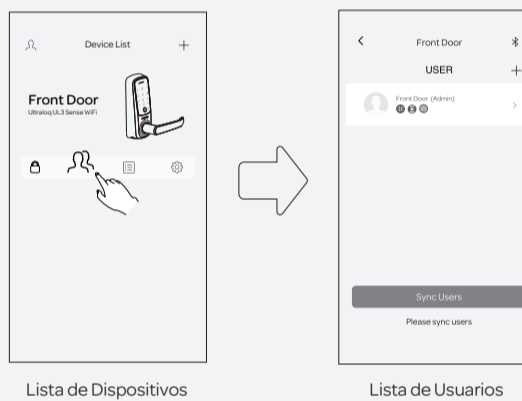 Device List
+
Front Door
Ultraloq UL3 Sense WiFi
Lista de Dispositivos
Front Door
USER
+
Front Door (Admin)
Sync Users
Please sync users
Lista de Usuarios